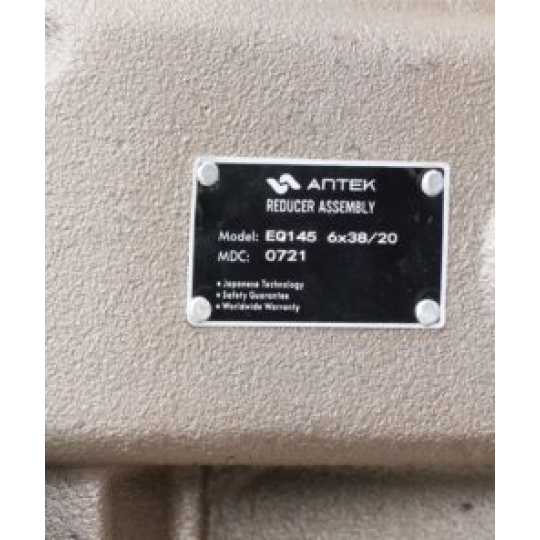 ANTEK
REDUCER ASSEMBLY
Model: EQ145 6x38/20
MDC: 0721
• Japanese Technology
• Safety Guarantee
• Worldwide Warranty